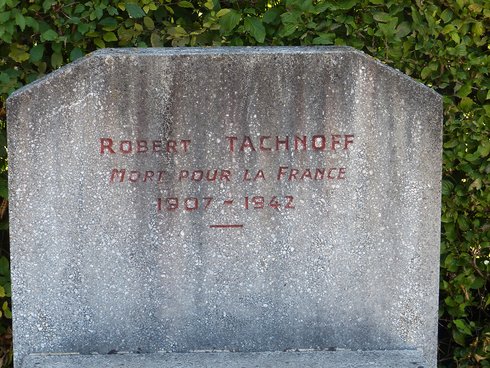 ROBERT TACHNOFF
MORT POUR LA FRANCE
1907 - 1942